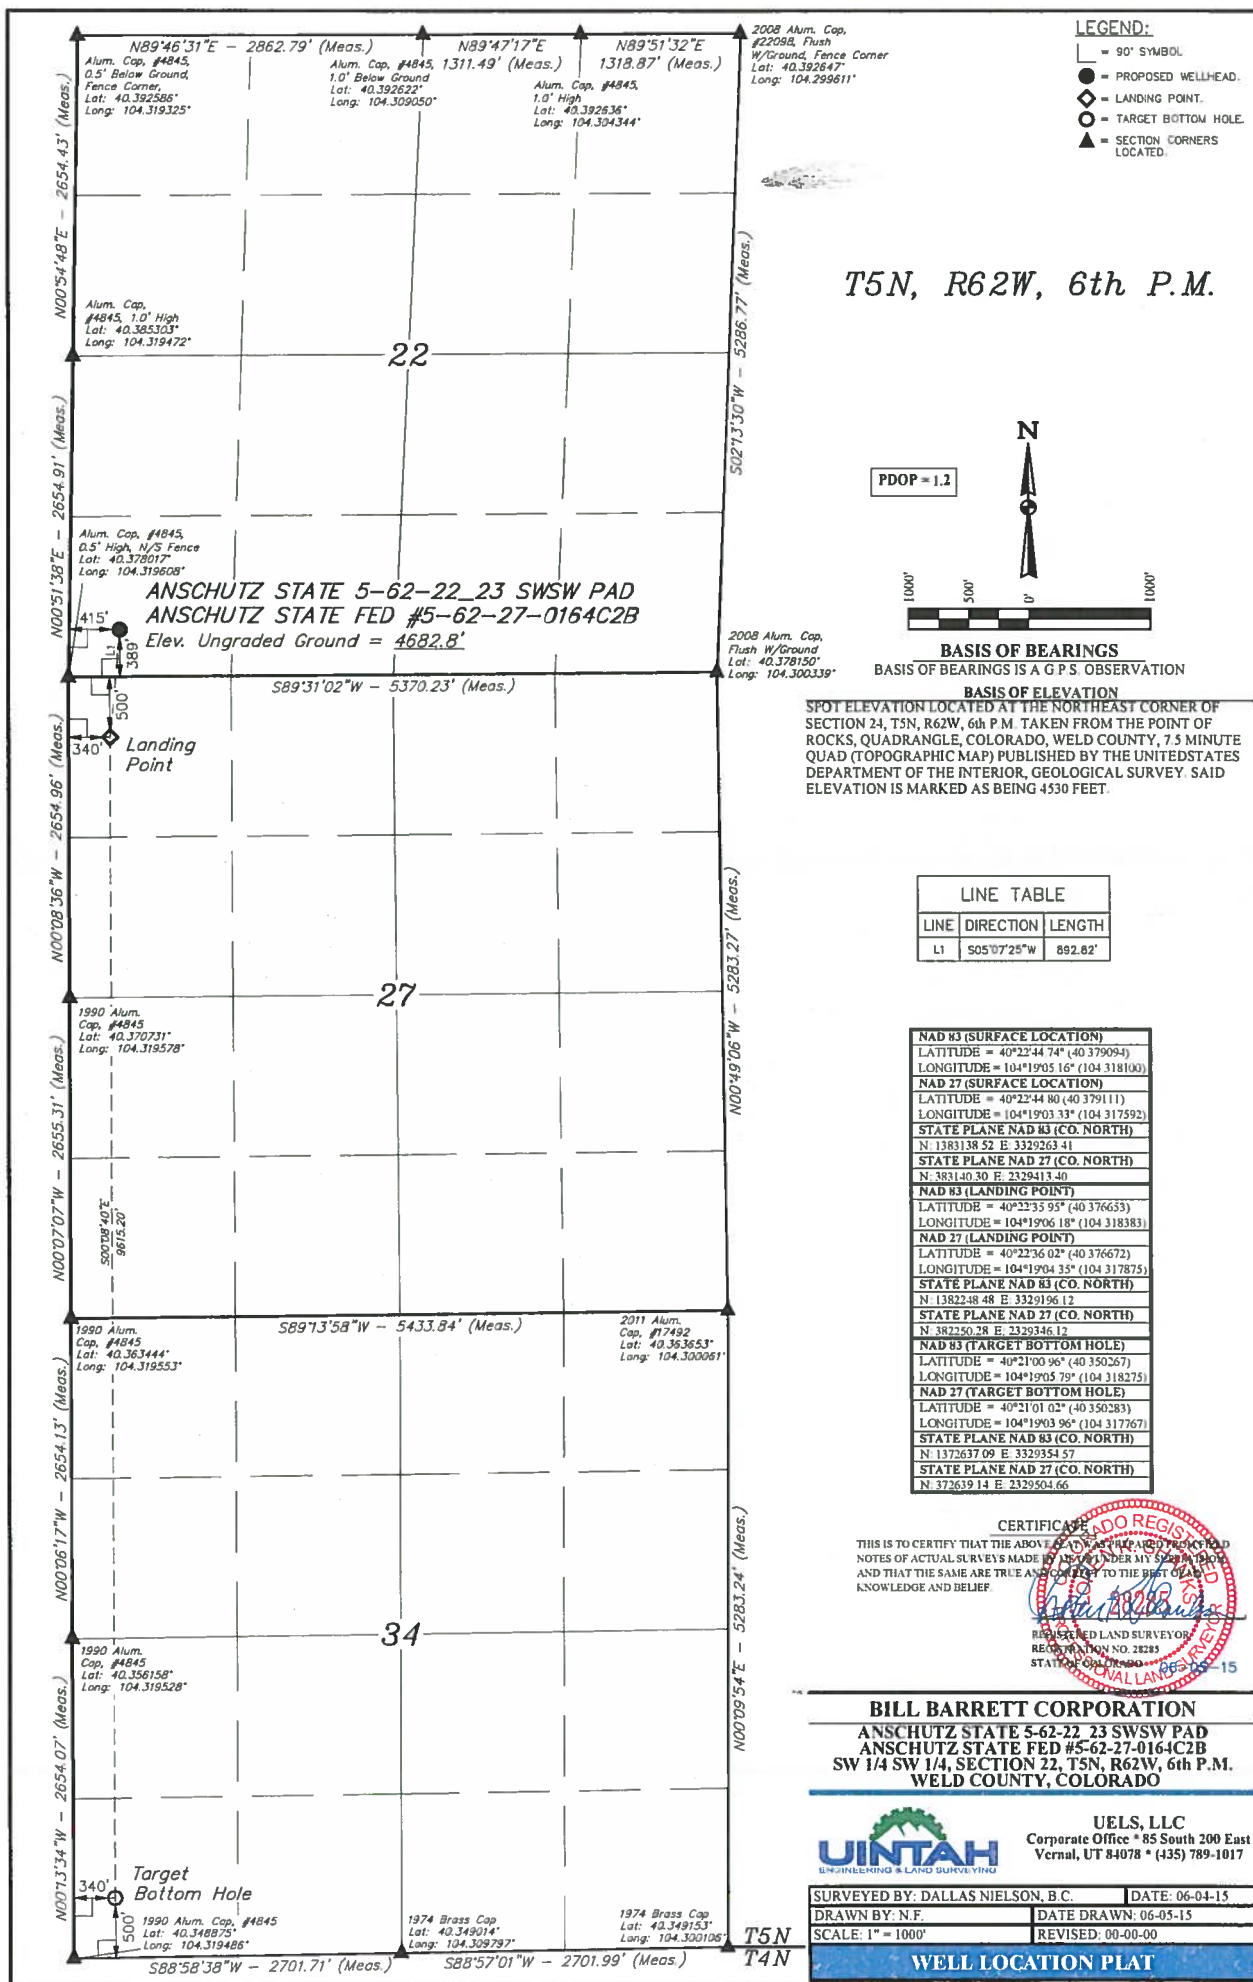 N89°46'31"E - 2862.79' (Meas.)
N89°47'17"E
1311.49' (Meas.)
N89°51'32"E
1318.87' (Meas.)
Alum. Cap, #4845,
0.5' Below Ground,
Fence Corner,
Lat: 40.392586°
Long: 104.319325°
Alum. Cap, #4845,
1.0' Below Ground
Lat: 40.392622°
Long: 104.309050°
Alum. Cap, #4845,
1.0' High
Lat: 40.392636°
Long: 104.304344°
2008 Alum. Cap,
#22098, Flush
W/Ground, Fence Corner
Lat: 40.392647°
Long: 104.299611°
LEGEND:
= 90° SYMBOL
= PROPOSED WELLHEAD.
= LANDING POINT.
= TARGET BOTTOM HOLE.
= SECTION CORNERS
LOCATED.
T5N, R62W, 6th P.M.
N00°54'48"E - 2654.43' (Meas.)
Alum. Cap,
#4845, 1.0' High
Lat: 40.385303°
Long: 104.319472°
22
S02°13'30"W - 5286.77' (Meas.)
N00°51'38"E - 2654.91' (Meas.)
N
PDOP = 1.2
1000'
500'
0'
1000'
Alum. Cap, #4845,
0.5' High, N/S Fence
Lat: 40.378017°
Long: 104.319608°
ANSCHUTZ STATE 5-62-22_23 SWSW PAD
ANSCHUTZ STATE FED #5-62-27-0164C2B
Elev. Ungraded Ground = 4682.8'
415'
L1
389'
2008 Alum. Cap,
Flush W/Ground
Lat: 40.378150°
Long: 104.300339°
S89°31'02"W - 5370.23' (Meas.)
500'
340'
Landing
Point
BASIS OF BEARINGS
BASIS OF BEARINGS IS A G.P.S. OBSERVATION
BASIS OF ELEVATION
SPOT ELEVATION LOCATED AT THE NORTHEAST CORNER OF
SECTION 24, T5N, R62W, 6th P.M. TAKEN FROM THE POINT OF
ROCKS, QUADRANGLE, COLORADO, WELD COUNTY, 7.5 MINUTE
QUAD (TOPOGRAPHIC MAP) PUBLISHED BY THE UNITEDSTATES
DEPARTMENT OF THE INTERIOR, GEOLOGICAL SURVEY. SAID
ELEVATION IS MARKED AS BEING 4530 FEET.
N00°08'36"W - 2654.96' (Meas.)
LINE TABLE
LINE DIRECTION LENGTH
L1 S05°07'25"W 892.82'
27
N00°49'06"W - 5283.27' (Meas.)
1990 Alum.
Cap, #4845
Lat: 40.370731°
Long: 104.319578°
N00°07'07"W - 2655.31' (Meas.)
S00°08'40"E
9615.20'
NAD 83 (SURFACE LOCATION)
LATITUDE = 40°22'44.74" (40.379094)
LONGITUDE = 104°19'05.16" (104.318100)
NAD 27 (SURFACE LOCATION)
LATITUDE = 40°22'44.80 (40.379111)
LONGITUDE = 104°19'03.33" (104.317592)
STATE PLANE NAD 83 (CO. NORTH)
N: 1383138.52 E: 3329263.41
STATE PLANE NAD 27 (CO. NORTH)
N: 383140.30 E: 2329413.40
NAD 83 (LANDING POINT)
LATITUDE = 40°22'35.95" (40.376653)
LONGITUDE = 104°19'06.18" (104.318383)
NAD 27 (LANDING POINT)
LATITUDE = 40°22'36.02" (40.376672)
LONGITUDE = 104°19'04.35" (104.317875)
STATE PLANE NAD 83 (CO. NORTH)
N: 1382248.48 E: 3329196.12
STATE PLANE NAD 27 (CO. NORTH)
N: 382250.28 E: 2329346.12
NAD 83 (TARGET BOTTOM HOLE)
LATITUDE = 40°21'00.96" (40.350267)
LONGITUDE = 104°19'05.79" (104.318275)
NAD 27 (TARGET BOTTOM HOLE)
LATITUDE = 40°21'01.02" (40.350283)
LONGITUDE = 104°19'03.96" (104.317767)
STATE PLANE NAD 83 (CO. NORTH)
N: 1372637.09 E: 3329354.57
STATE PLANE NAD 27 (CO. NORTH)
N: 372639.14 E: 2329504.66
1990 Alum.
Cap, #4845
Lat: 40.363444°
Long: 104.319553°
S89°13'58"W - 5433.84' (Meas.)
2011 Alum.
Cap, #17492
Lat: 40.363653°
Long: 104.300061°
N00°06'17"W - 2654.13' (Meas.)
34
N00°09'54"E - 5283.24' (Meas.)
1990 Alum.
Cap, #4845
Lat: 40.356158°
Long: 104.319528°
N00°13'34"W - 2654.07' (Meas.)
CERTIFICATE
THIS IS TO CERTIFY THAT THE ABOVE PLAT WAS PREPARED FROM FIELD
NOTES OF ACTUAL SURVEYS MADE BY ME OR UNDER MY SUPERVISION
AND THAT THE SAME ARE TRUE AND CORRECT TO THE BEST OF MY
KNOWLEDGE AND BELIEF.
COLORADO REGISTERED
K. SHANKS
28285
PROFESSIONAL LAND SURVEYOR
REGISTERED LAND SURVEYOR
REGISTRATION NO. 28285
STATE OF COLORADO
BILL BARRETT CORPORATION
ANSCHUTZ STATE 5-62-22_23 SWSW PAD
ANSCHUTZ STATE FED #5-62-27-0164C2B
SW 1/4 SW 1/4, SECTION 22, T5N, R62W, 6th P.M.
WELD COUNTY, COLORADO
UINTAH
ENGINEERING & LAND SURVEYING
UELS, LLC
Corporate Office * 85 South 200 East
Vernal, UT 84078 * (435) 789-1017
SURVEYED BY: DALLAS NIELSON, B.C. DATE: 06-04-15
DRAWN BY: N.F. DATE DRAWN: 06-05-15
SCALE: 1" = 1000' REVISED: 00-00-00
WELL LOCATION PLAT
340'
Target
Bottom Hole
500'
1990 Alum. Cap, #4845
Lat: 40.348875°
Long: 104.319486°
1974 Brass Cap
Lat: 40.349014°
Long: 104.309797°
1974 Brass Cap
Lat: 40.349153°
Long: 104.300106°
T5N
T4N
S88°58'38"W - 2701.71' (Meas.)
S88°57'01"W - 2701.99' (Meas.)